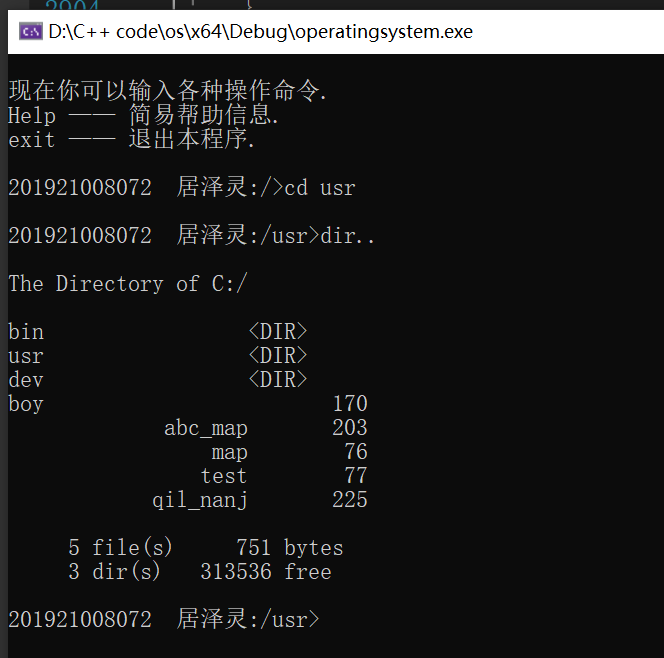 2904
D:\C++ code\os\x64\Debug\operatingsystem.exe
现在你可以输入各种操作命令.
Help —— 简易帮助信息.
exit —— 退出本程序.
201921008072  居泽灵:/>cd usr
201921008072  居泽灵:/usr>dir..
The Directory of C:/
bin                 <DIR>
usr                 <DIR>
dev                 <DIR>
boy                        170
abc_map       203
map        76
test        77
qil_nanj       225
5 file(s)     751 bytes
3 dir(s)   313536 free
201921008072  居泽灵:/usr>